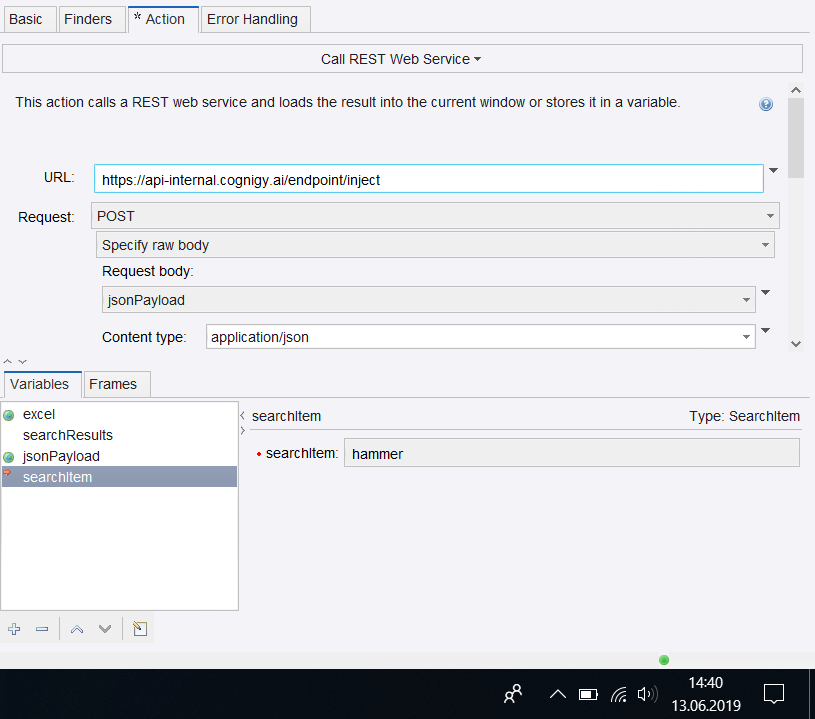 Basic Finders * Action Error Handling
Call REST Web Service
This action calls a REST web service and loads the result into the current window or stores it in a variable.
URL: https://api-internal.cognigy.ai/endpoint/inject
Request: POST
Specify raw body
Request body:
jsonPayload
Content type: application/json
Variables Frames
excel
searchResults
jsonPayload
searchItem
searchItem Type: SearchItem
searchItem: hammer
14:40
13.06.2019